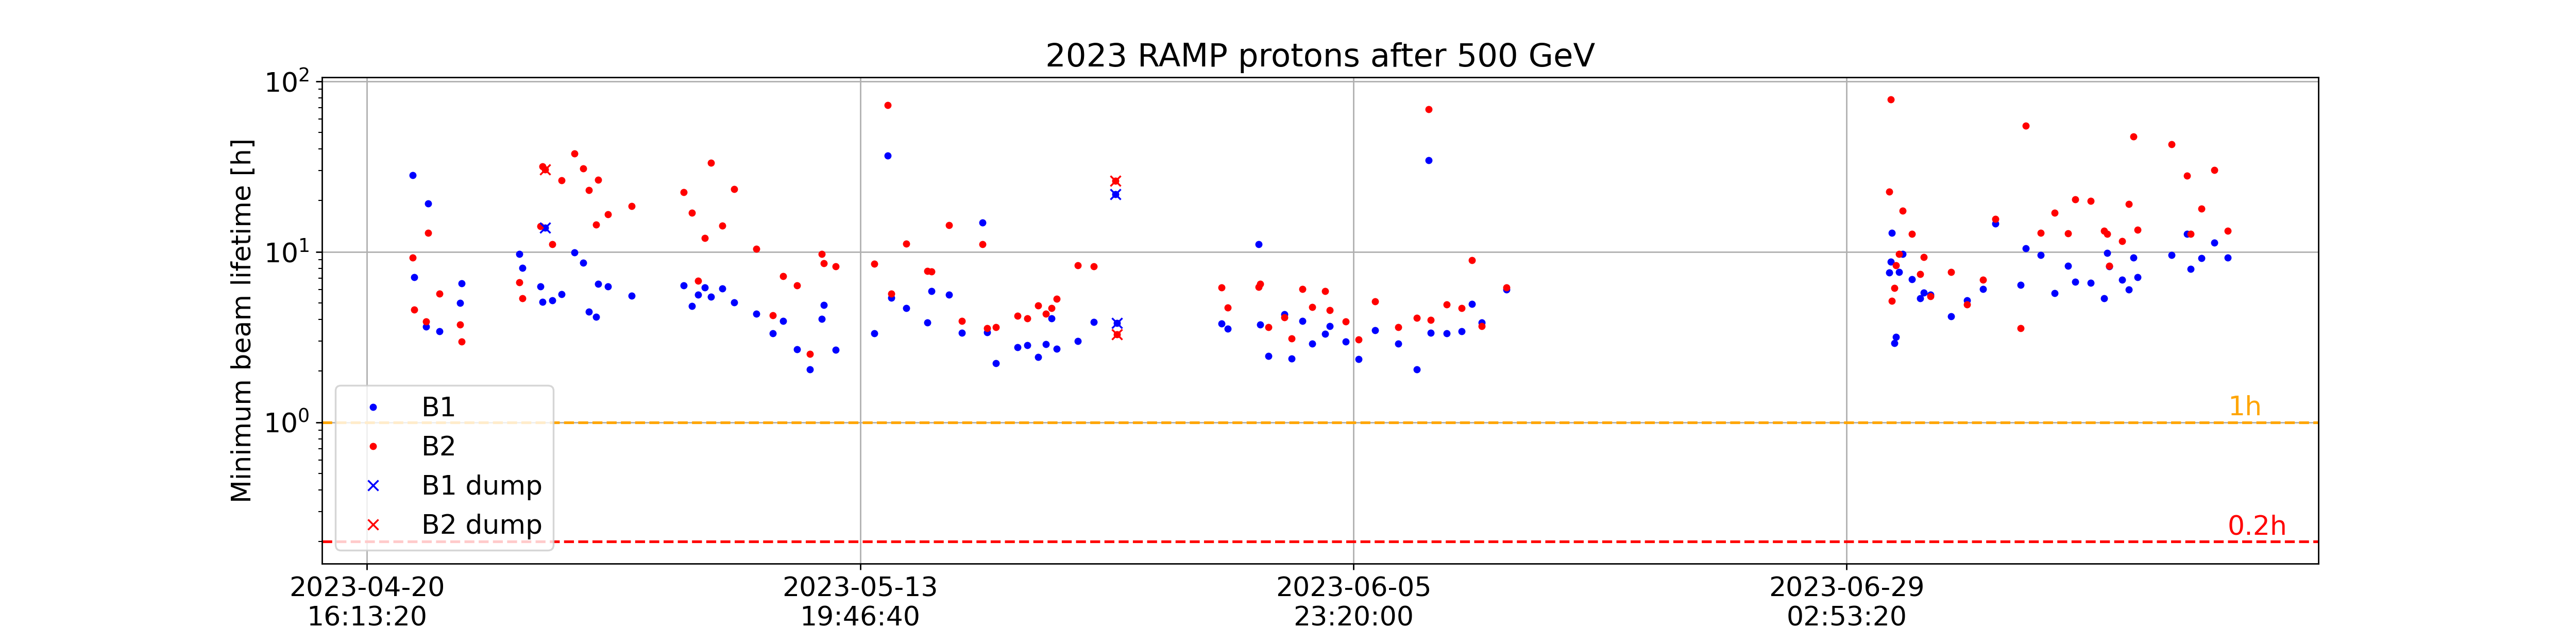 2023 RAMP protons after 500 GeV
Minimum beam lifetime [h]
10²
10¹
10⁰
1h
0.2h
B1
B2
B1 dump
B2 dump
2023-04-20
16:13:20
2023-05-13
19:46:40
2023-06-05
23:20:00
2023-06-29
02:53:20